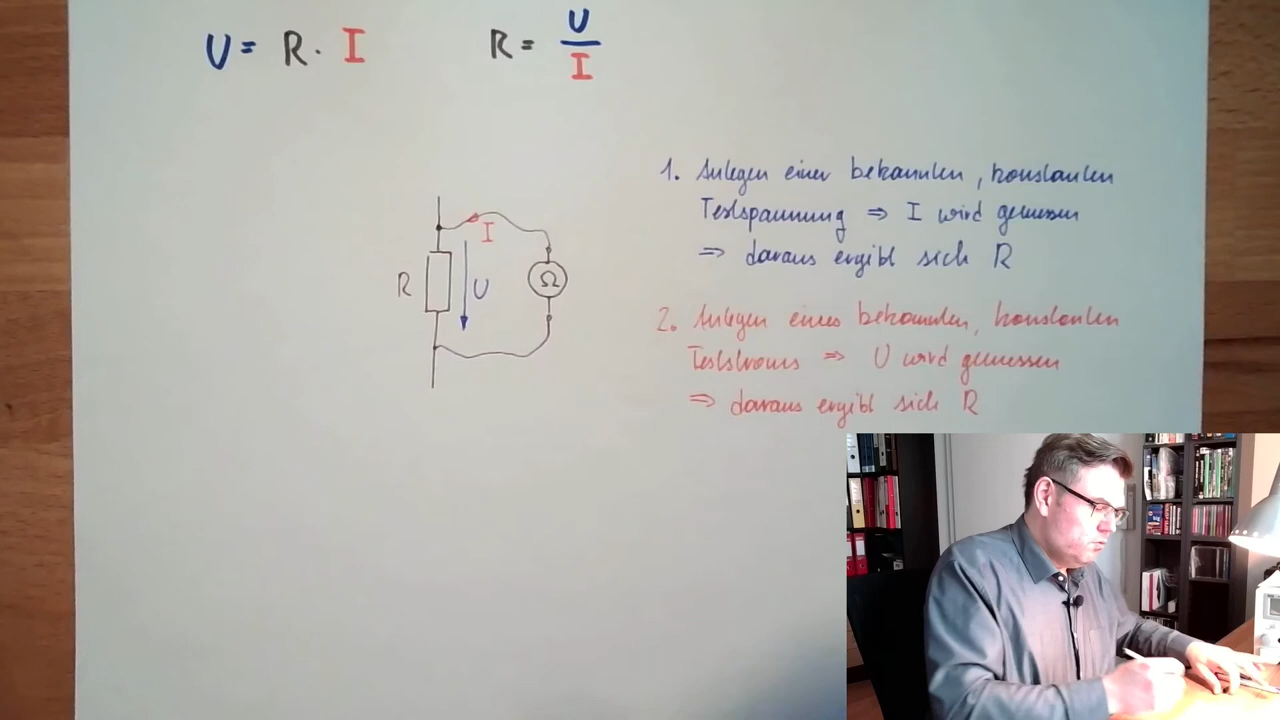 U = R · I
R = U/I
I
R
U
Ω
1. Anlegen einer bekannten, konstanten
Testspannung ⇒ I wird gemessen
⇒ daraus ergibt sich R
2. Anlegen eines bekannten, konstanten
Teststroms ⇒ U wird gemessen
⇒ daraus ergibt sich R